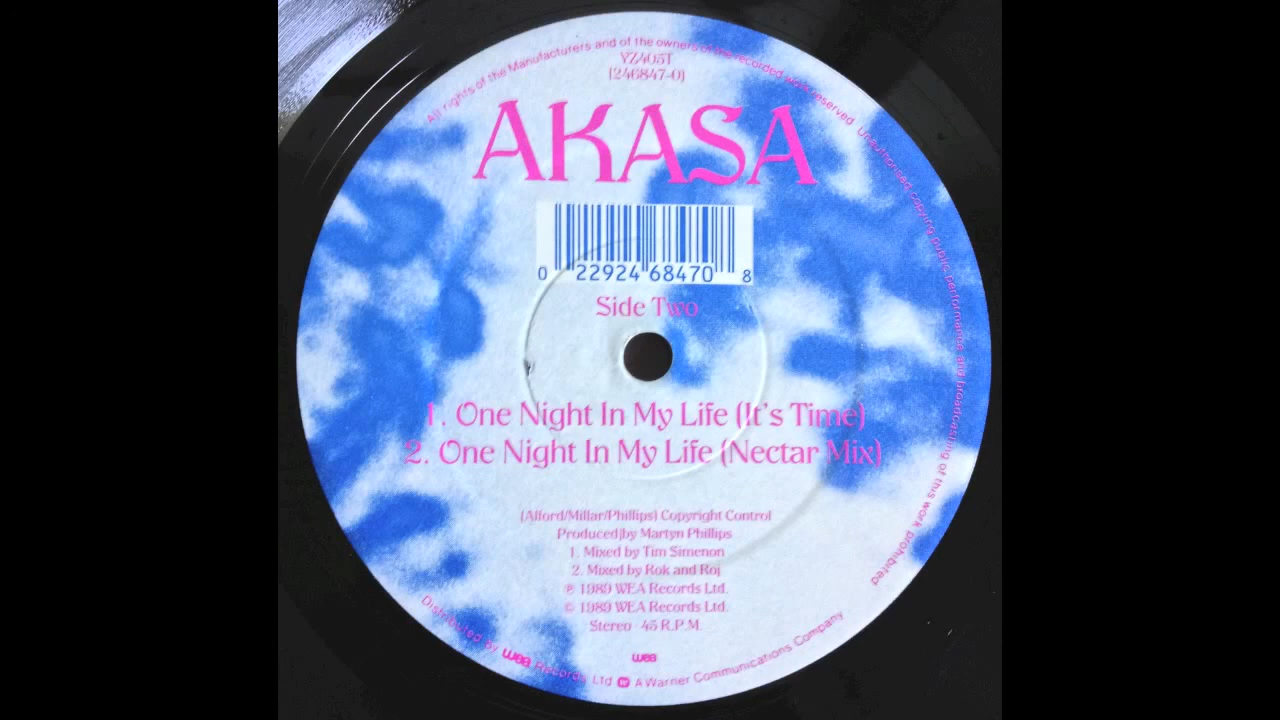 All rights of the Manufacturers and of the owners of the recorded work reserved Unauthorised copying public performance and broadcasting of this work prohibited
YZ403T
(246847-0)
AKASA
0 22924 68470 8
Side Two
1. One Night In My Life (It's Time)
2. One Night In My Life (Nectar Mix)
(Alford/Millar/Phillips) Copyright Control
Produced by Martyn Phillips
1. Mixed by Tim Simenon
2. Mixed by Rok and Roj
℗ 1989 WEA Records Ltd.
© 1989 WEA Records Ltd.
Stereo · 45 R.P.M.
wea
Distributed By wea Records Ltd A Warner Communications Company